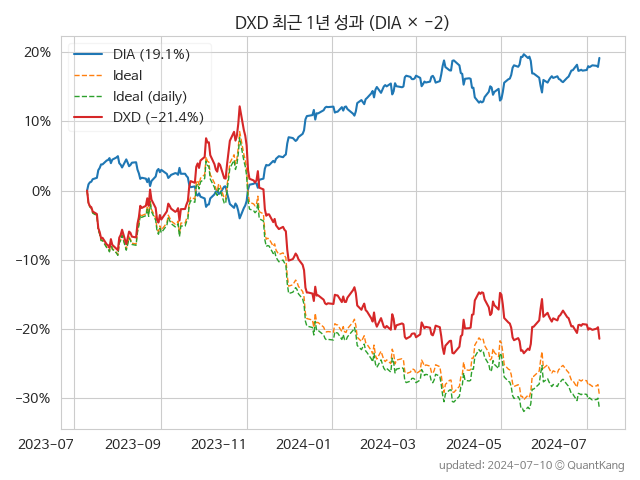 DXD 최근 1년 성과 (DIA × −2)
DIA (19.1%)
Ideal
Ideal (daily)
DXD (−21.4%)
20%
10%
0%
−10%
−20%
−30%
2023-07
2023-09
2023-11
2024-01
2024-03
2024-05
2024-07
updated: 2024-07-10 © QuantKang